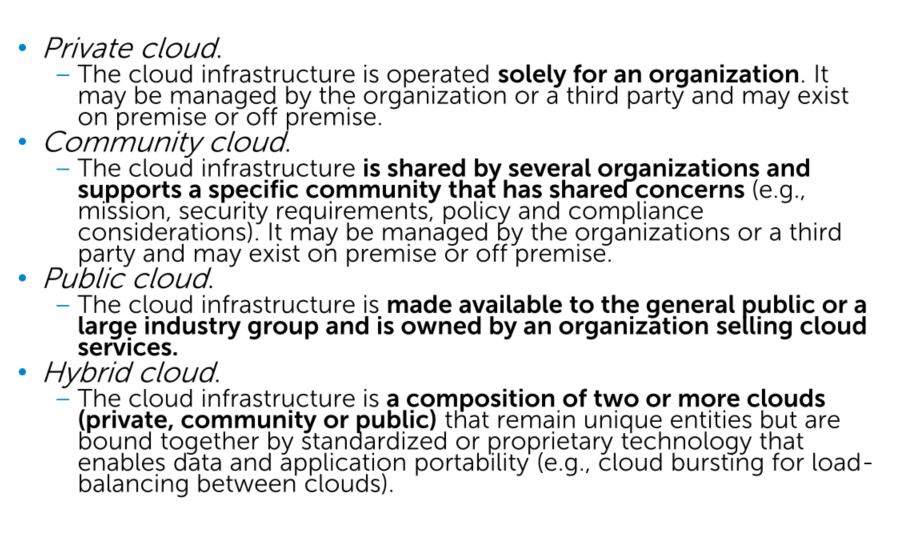 • Private cloud.
– The cloud infrastructure is operated solely for an organization. It
may be managed by the organization or a third party and may exist
on premise or off premise.
• Community cloud.
– The cloud infrastructure is shared by several organizations and
supports a specific community that has shared concerns (e.g.,
mission, security requirements, policy and compliance
considerations). It may be managed by the organizations or a third
party and may exist on premise or off premise.
• Public cloud.
– The cloud infrastructure is made available to the general public or a
large industry group and is owned by an organization selling cloud
services.
• Hybrid cloud.
– The cloud infrastructure is a composition of two or more clouds
(private, community or public) that remain unique entities but are
bound together by standardized or proprietary technology that
enables data and application portability (e.g., cloud bursting for load-
balancing between clouds).